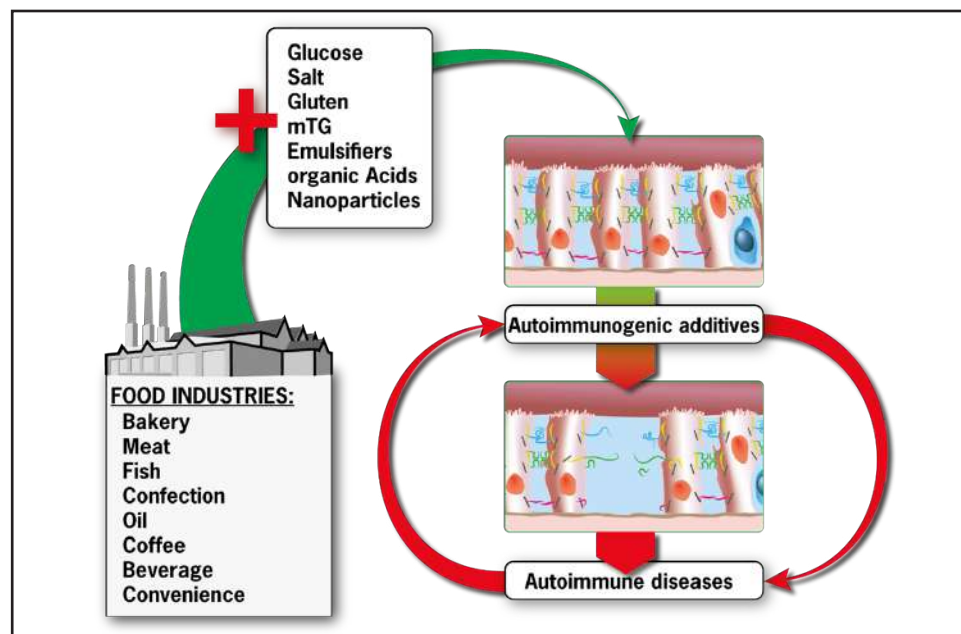 Glucose
Salt
Gluten
mTG
Emulsifiers
organic Acids
Nanoparticles
FOOD INDUSTRIES:
Bakery
Meat
Fish
Confection
Oil
Coffee
Beverage
Convenience
Autoimmunogenic additives
Autoimmune diseases